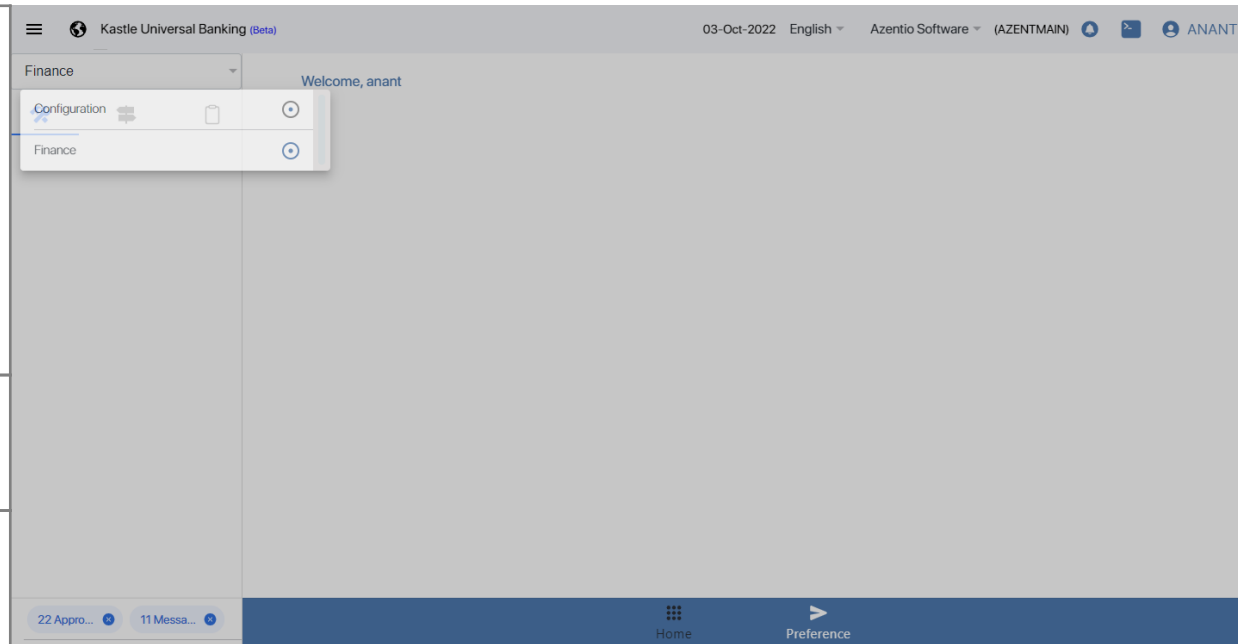 Kastle Universal Banking (Beta)
03-Oct-2022 English Azentio Software (AZENTMAIN) ANANT
Finance
Welcome, anant
Configuration
Finance
22 Appro... 11 Messa...
Home Preference